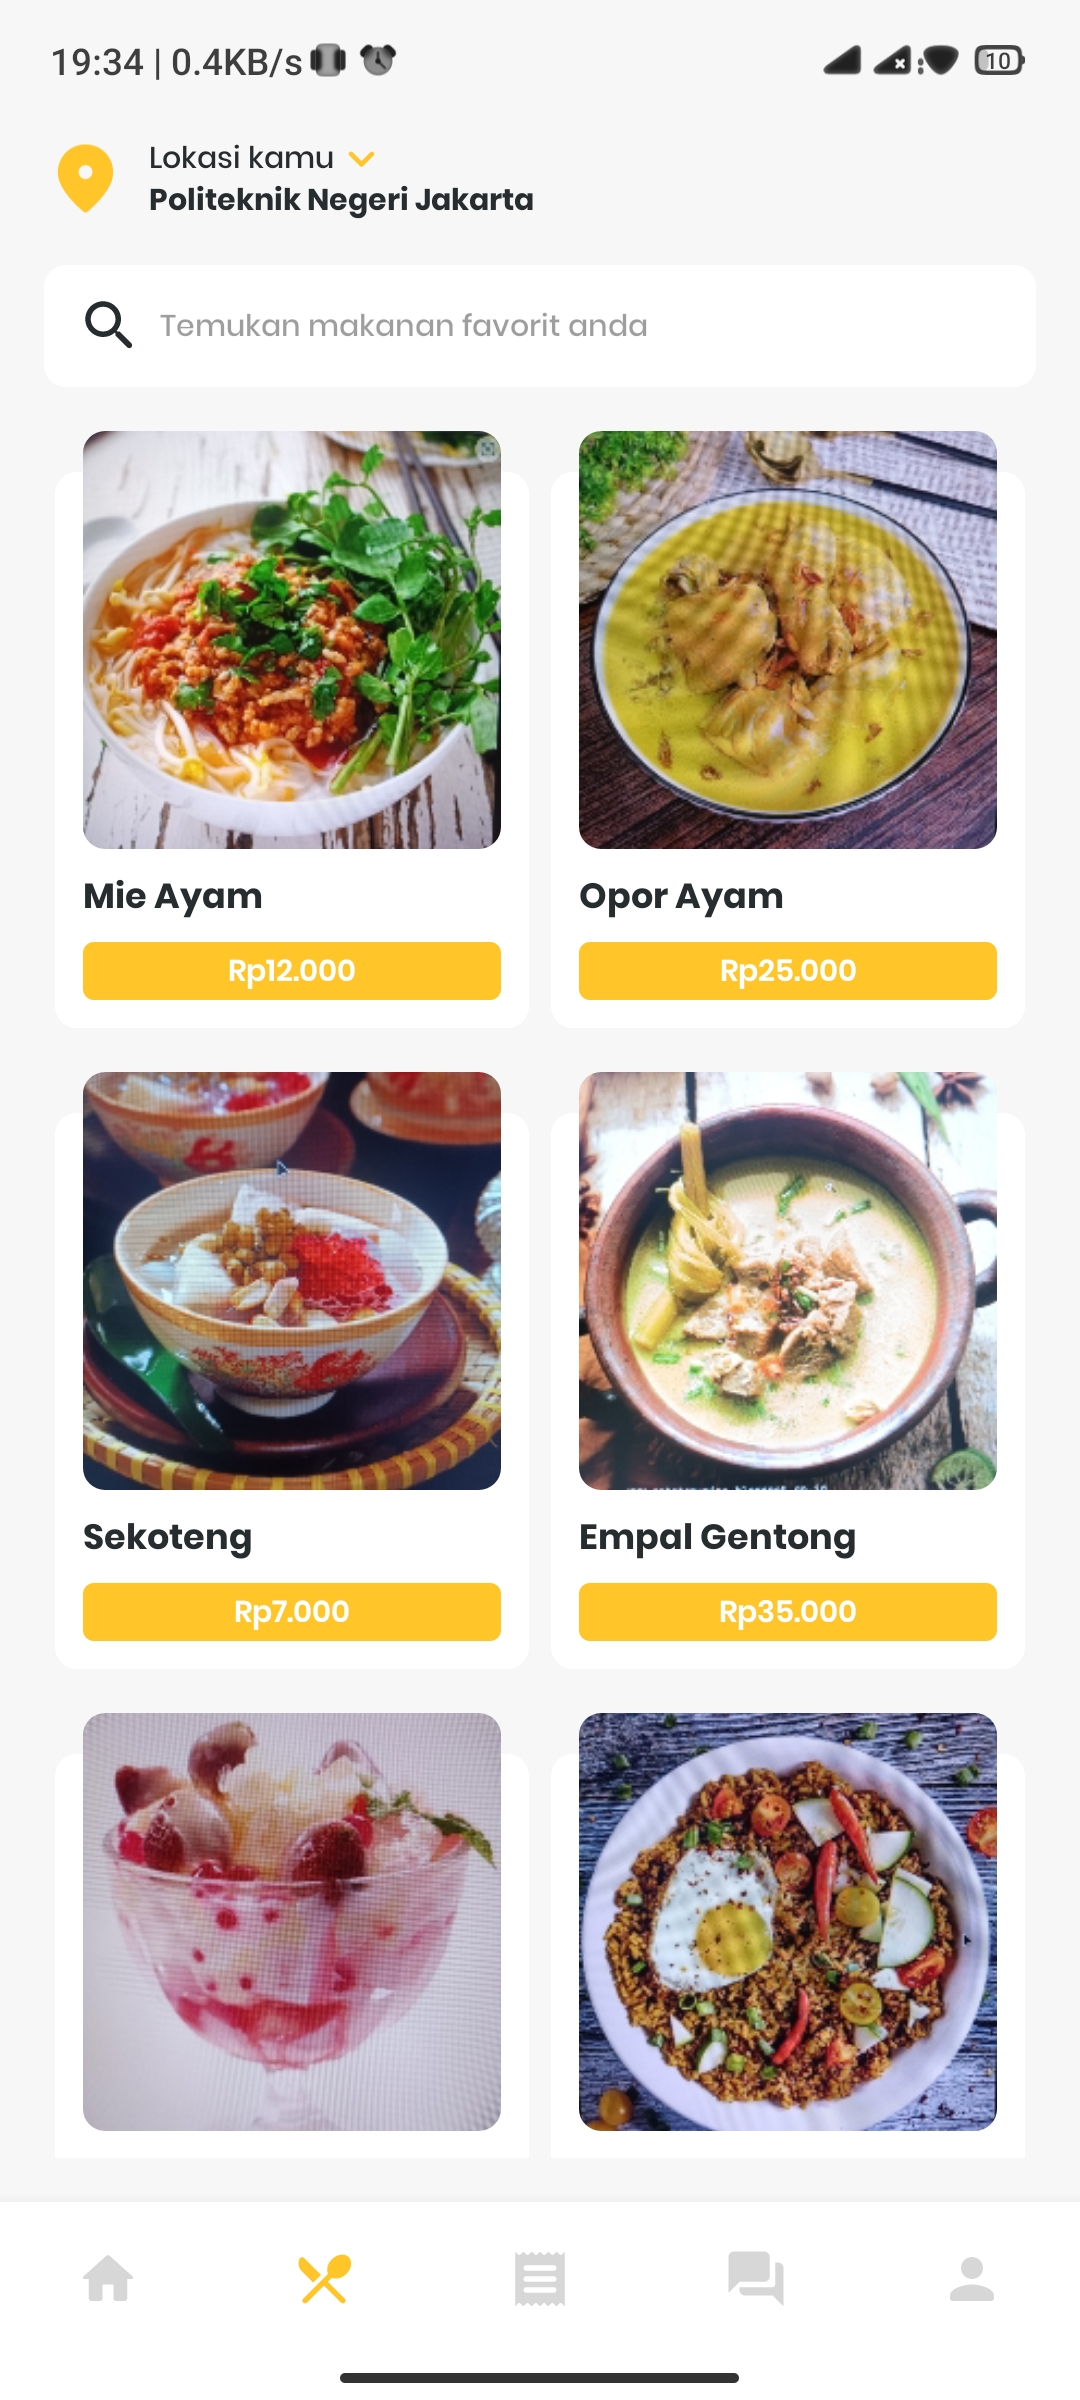 19:34 | 0.4KB/s
10
Lokasi kamu
Politeknik Negeri Jakarta
Temukan makanan favorit anda
Mie Ayam
Opor Ayam
Rp12.000
Rp25.000
Sekoteng
Empal Gentong
Rp7.000
Rp35.000